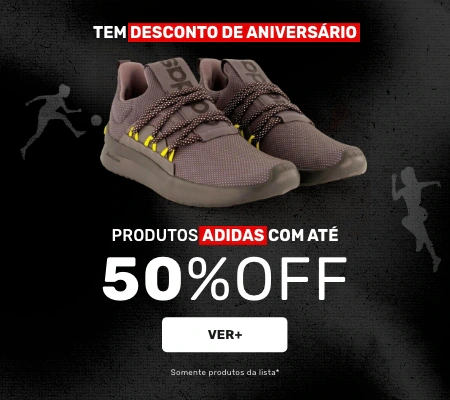 TEM DESCONTO DE ANIVERSÁRIO
PRODUTOS ADIDAS COM ATÉ
50%OFF
VER+
Somente produtos da lista*